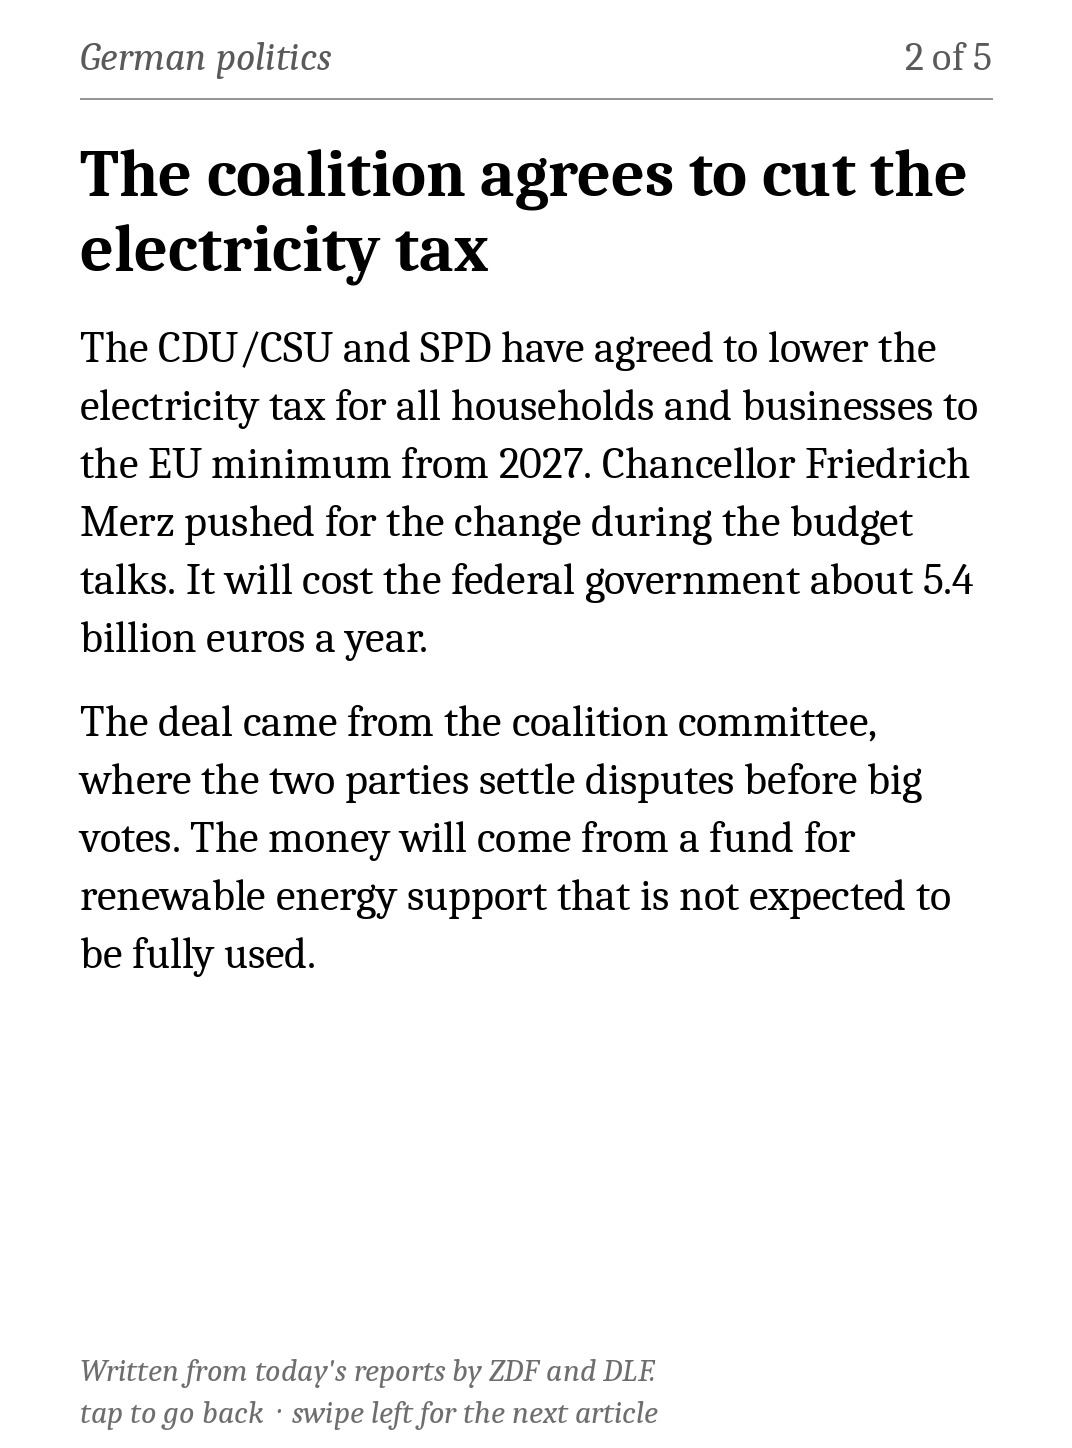 German politics
2 of 5
The coalition agrees to cut the
electricity tax
The CDU/CSU and SPD have agreed to lower the
electricity tax for all households and businesses to
the EU minimum from 2027. Chancellor Friedrich
Merz pushed for the change during the budget
talks. It will cost the federal government about 5.4
billion euros a year.
The deal came from the coalition committee,
where the two parties settle disputes before big
votes. The money will come from a fund for
renewable energy support that is not expected to
be fully used.
Written from today's reports by ZDF and DLF.
tap to go back · swipe left for the next article